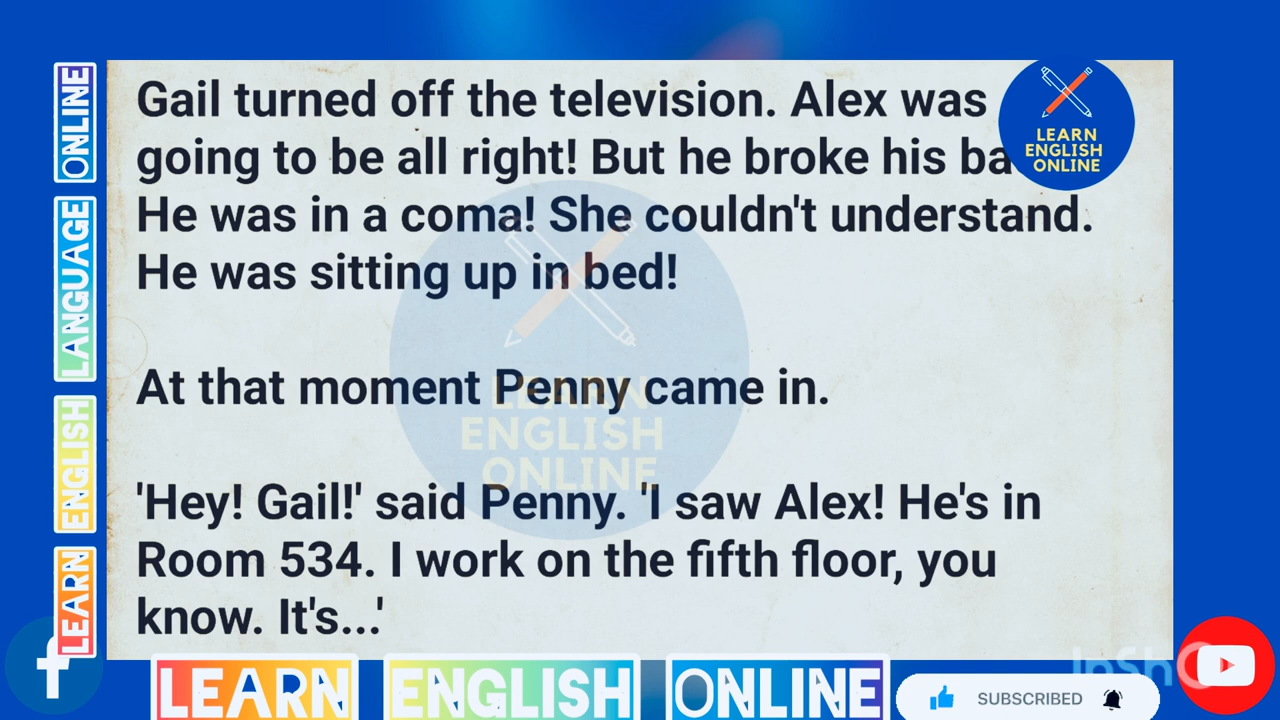 Gail turned off the television. Alex was
going to be all right! But he broke his
He was in a coma! She couldn't understand.
He was sitting up in bed!
At that moment Penny came in.
'Hey! Gail!' said Penny. 'I saw Alex! He's in
Room 534. I work on the fifth floor, you
know. It's...'
LEARN
ENGLISH
ONLINE
LEARN
ENGLISH
ONLINE
LEARN ENGLISH LANGUAGE ONLINE
LEARN ENGLISH ONLINE
SUBSCRIBED